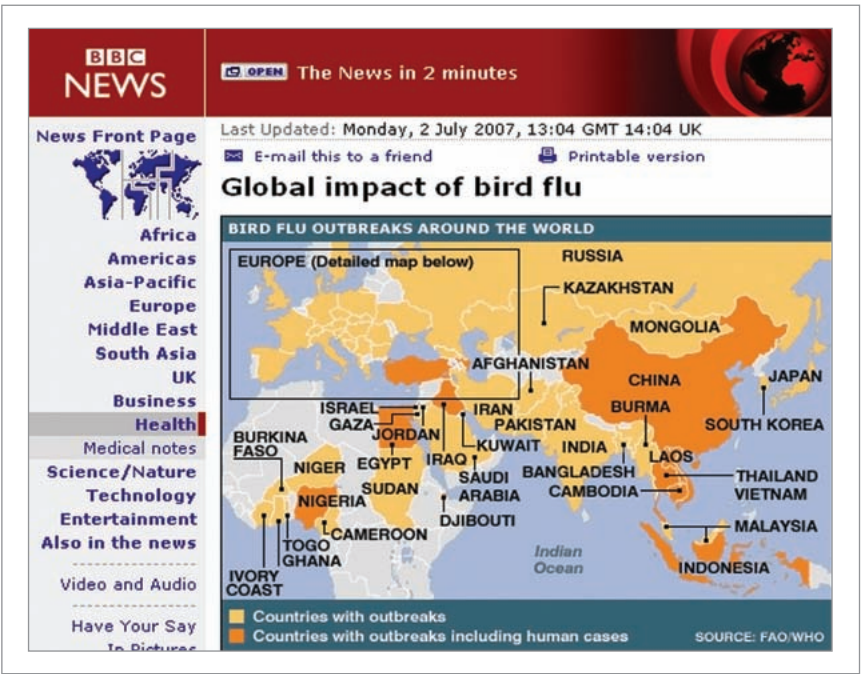 BBC
NEWS
OPEN The News in 2 minutes
News Front Page
Africa
Americas
Asia-Pacific
Europe
Middle East
South Asia
UK
Business
Health
Medical notes
Science/Nature
Technology
Entertainment
Also in the news
Video and Audio
Have Your Say
In Pictures
Last Updated: Monday, 2 July 2007, 13:04 GMT 14:04 UK
E-mail this to a friend
Printable version
Global impact of bird flu
BIRD FLU OUTBREAKS AROUND THE WORLD
EUROPE (Detailed map below)
RUSSIA
KAZAKHSTAN
MONGOLIA
AFGHANISTAN
CHINA
JAPAN
ISRAEL
GAZA
JORDAN
IRAN
PAKISTAN
BURMA
SOUTH KOREA
BURKINA
FASO
NIGER
EGYPT
IRAQ
KUWAIT
INDIA
LAOS
SAUDI
ARABIA
BANGLADESH
CAMBODIA
THAILAND
VIETNAM
NIGERIA
SUDAN
DJIBOUTI
CAMEROON
TOGO
GHANA
IVORY
COAST
MALAYSIA
INDONESIA
Indian
Ocean
Countries with outbreaks
Countries with outbreaks including human cases
SOURCE: FAO/WHO